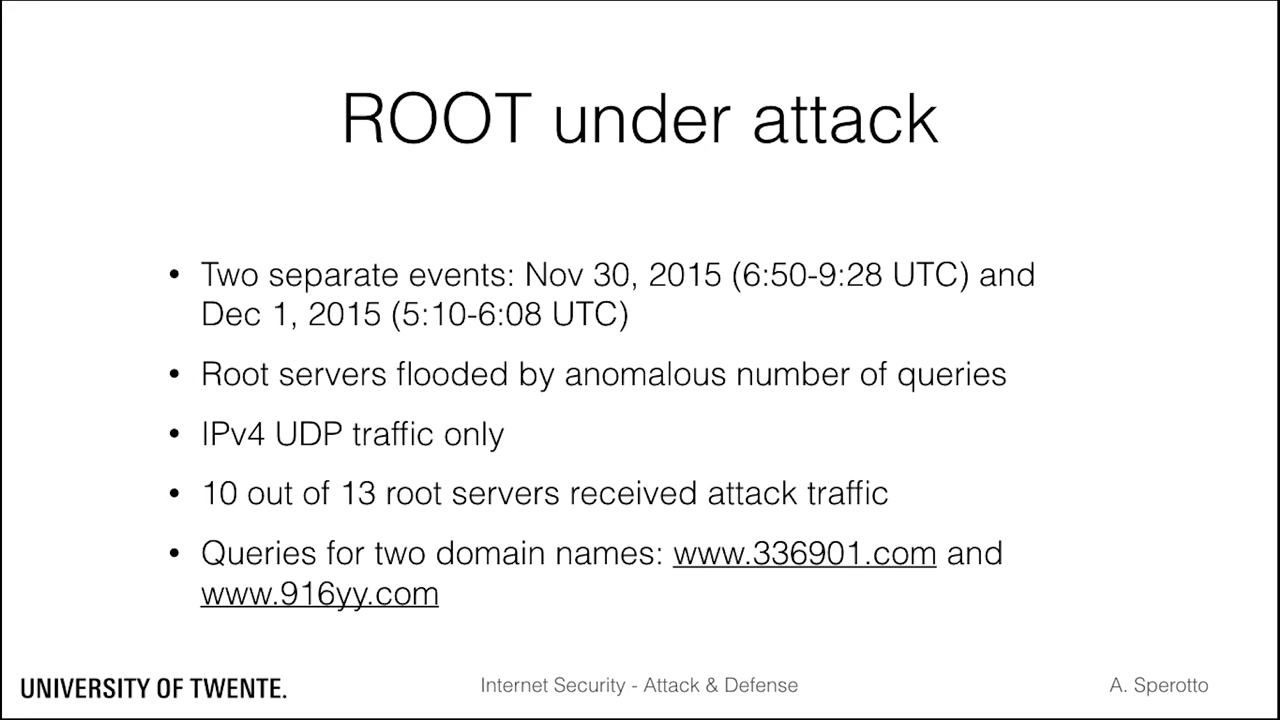 ROOT under attack
• Two separate events: Nov 30, 2015 (6:50-9:28 UTC) and
Dec 1, 2015 (5:10-6:08 UTC)
• Root servers flooded by anomalous number of queries
• IPv4 UDP traffic only
• 10 out of 13 root servers received attack traffic
• Queries for two domain names: www.336901.com and
www.916yy.com
UNIVERSITY OF TWENTE.
Internet Security - Attack & Defense
A. Sperotto